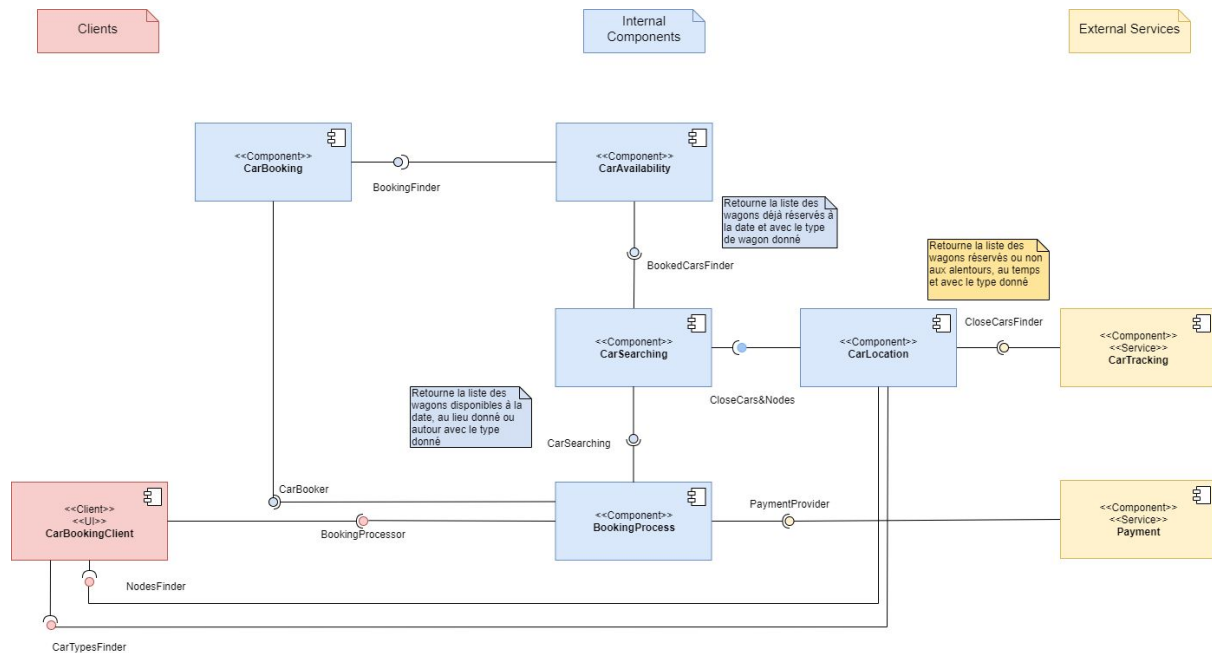 Clients
Internal
Components
External Services
<<Component>>
CarBooking
BookingFinder
<<Component>>
CarAvailability
Retourne la liste des
wagons déjà réservés à
la date et avec le type
de wagon donné
BookedCarsFinder
Retourne la liste des
wagons réservés ou non
aux alentours, au temps
et avec le type donné
<<Component>>
CarSearching
CloseCars&Nodes
<<Component>>
CarLocation
CloseCarsFinder
<<Component>>
<<Service>>
CarTracking
Retourne la liste des
wagons disponibles à la
date, au lieu donné ou
autour avec le type
donné
CarSearching
CarBooker
<<Client>>
<<UI>>
CarBookingClient
BookingProcessor
<<Component>>
BookingProcess
PaymentProvider
<<Component>>
<<Service>>
Payment
NodesFinder
CarTypesFinder